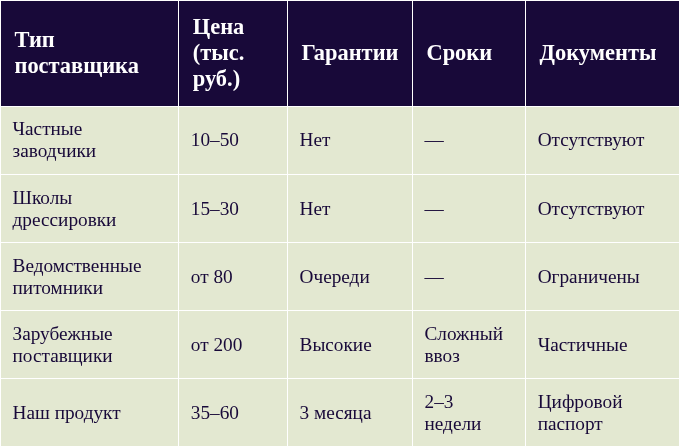 Тип
поставщика
Цена
(тыс.
руб.)
Гарантии
Сроки
Документы
Частные
заводчики
10–50
Нет
—
Отсутствуют
Школы
дрессировки
15–30
Нет
—
Отсутствуют
Ведомственные
питомники
от 80
Очереди
—
Ограничены
Зарубежные
поставщики
от 200
Высокие
Сложный
ввоз
Частичные
Наш продукт
35–60
3 месяца
2–3
недели
Цифровой
паспорт